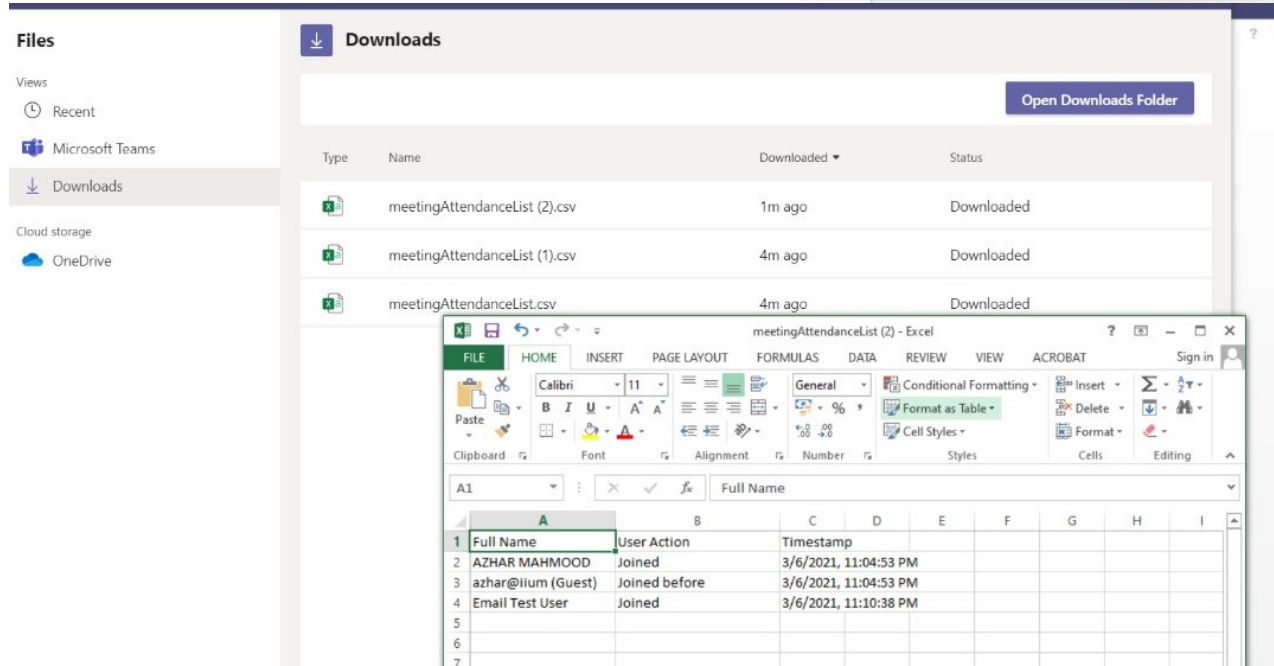 Files
Views
Recent
Microsoft Teams
Downloads
Cloud storage
OneDrive
Downloads
?
Open Downloads Folder
Type Name Downloaded Status
meetingAttendanceList (2).csv 1m ago Downloaded
meetingAttendanceList (1).csv 4m ago Downloaded
meetingAttendanceList.csv 4m ago Downloaded
meetingAttendanceList (2) - Excel ?
FILE HOME INSERT PAGE LAYOUT FORMULAS DATA REVIEW VIEW ACROBAT Sign in
Paste Calibri 11 General Conditional Formatting Insert
B I U A A % , Format as Table Delete
A Cell Styles Format
Clipboard Font Alignment Number Styles Cells Editing
A1 fx Full Name
A B C D E F G H I
1 Full Name User Action Timestamp
2 AZHAR MAHMOOD Joined 3/6/2021, 11:04:53 PM
3 azhar@iium (Guest) Joined before 3/6/2021, 11:04:53 PM
4 Email Test User Joined 3/6/2021, 11:10:38 PM
5
6
7